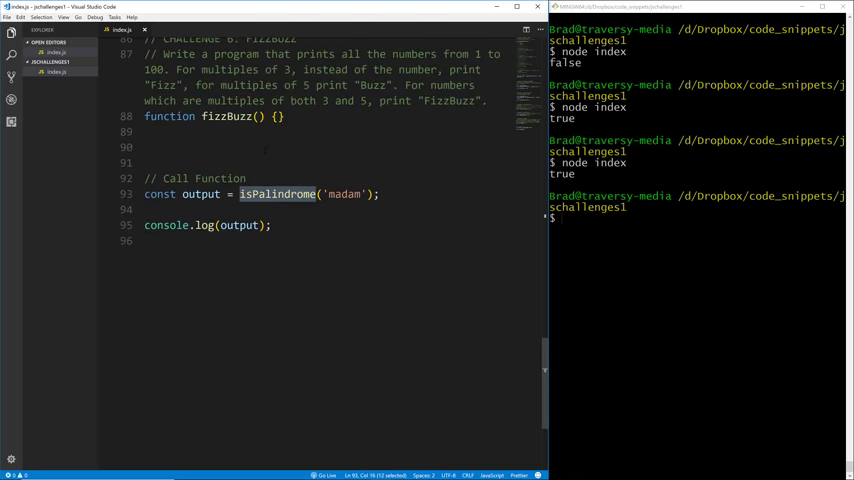 index.js - jschallenges1 - Visual Studio Code
File Edit Selection View Go Debug Tasks Help
EXPLORER
OPEN EDITORS
index.js
JSCHALLENGES1
index.js
index.js
86 // CHALLENGE 6: FIZZBUZZ
87 // Write a program that prints all the numbers from 1 to
100. For multiples of 3, instead of the number, print
"Fizz", for multiples of 5 print "Buzz". For numbers
which are multiples of both 3 and 5, print "FizzBuzz".
88 function fizzBuzz() {}
89
90
91
92 // Call Function
93 const output = isPalindrome('madam');
94
95 console.log(output);
96
0 0 Go Live Ln 93, Col 16 (12 selected) Spaces: 2 UTF-8 CRLF JavaScript Prettier
MINGW64:/d/Dropbox/code_snippets/jschallenges1
Brad@traversy-media /d/Dropbox/code_snippets/j
schallenges1
$ node index
false
Brad@traversy-media /d/Dropbox/code_snippets/j
schallenges1
$ node index
true
Brad@traversy-media /d/Dropbox/code_snippets/j
schallenges1
$ node index
true
Brad@traversy-media /d/Dropbox/code_snippets/j
schallenges1
$